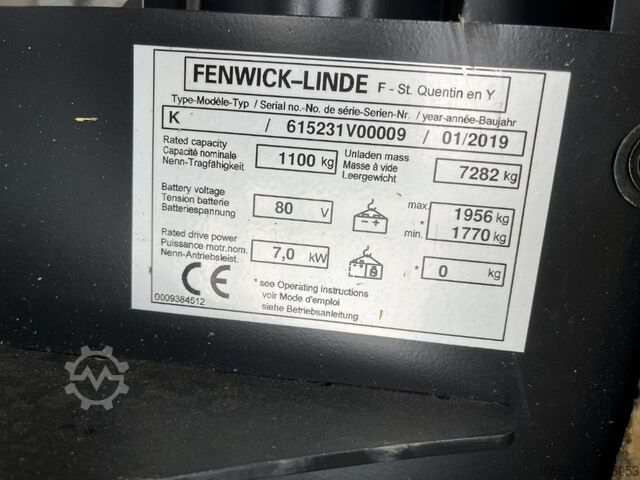 FENWICK-LINDE F - St. Quentin en Y
Type-Modèle-Typ / Serial no.-No. de série-Serien-Nr. / year-année-Baujahr
K / 615231V00009 / 01/2019
Rated capacity
Capacité nominale
Nenn-Tragfähigkeit
1100 kg
Unladen mass
Masse à vide
Leergewicht
7282 kg
Battery voltage
Tension batterie
Batteriespannung
80 V
max. 1956 kg
*
min. 1770 kg
Rated drive power
Puissance motr.nom.
Nenn-Antriebsleist.
7,0 kW
* 0 kg
CE
* see Operating instructions
voir Mode d'emploi
siehe Betriebsanleitung
0009384512